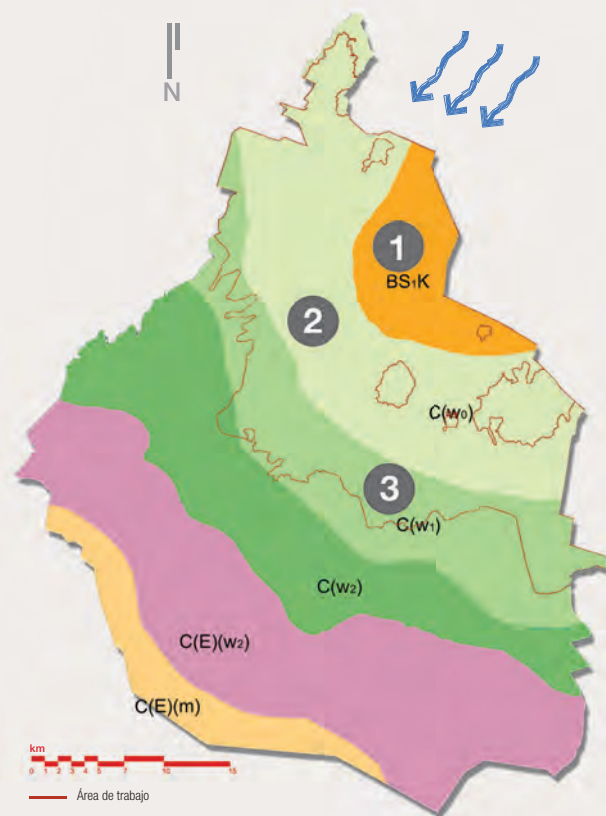 N
1
BS₁K
2
C(w₀)
3
C(w₁)
C(w₂)
C(E)(w₂)
C(E)(m)
km
0 1 2 3 4 5 7 10 15
Área de trabajo